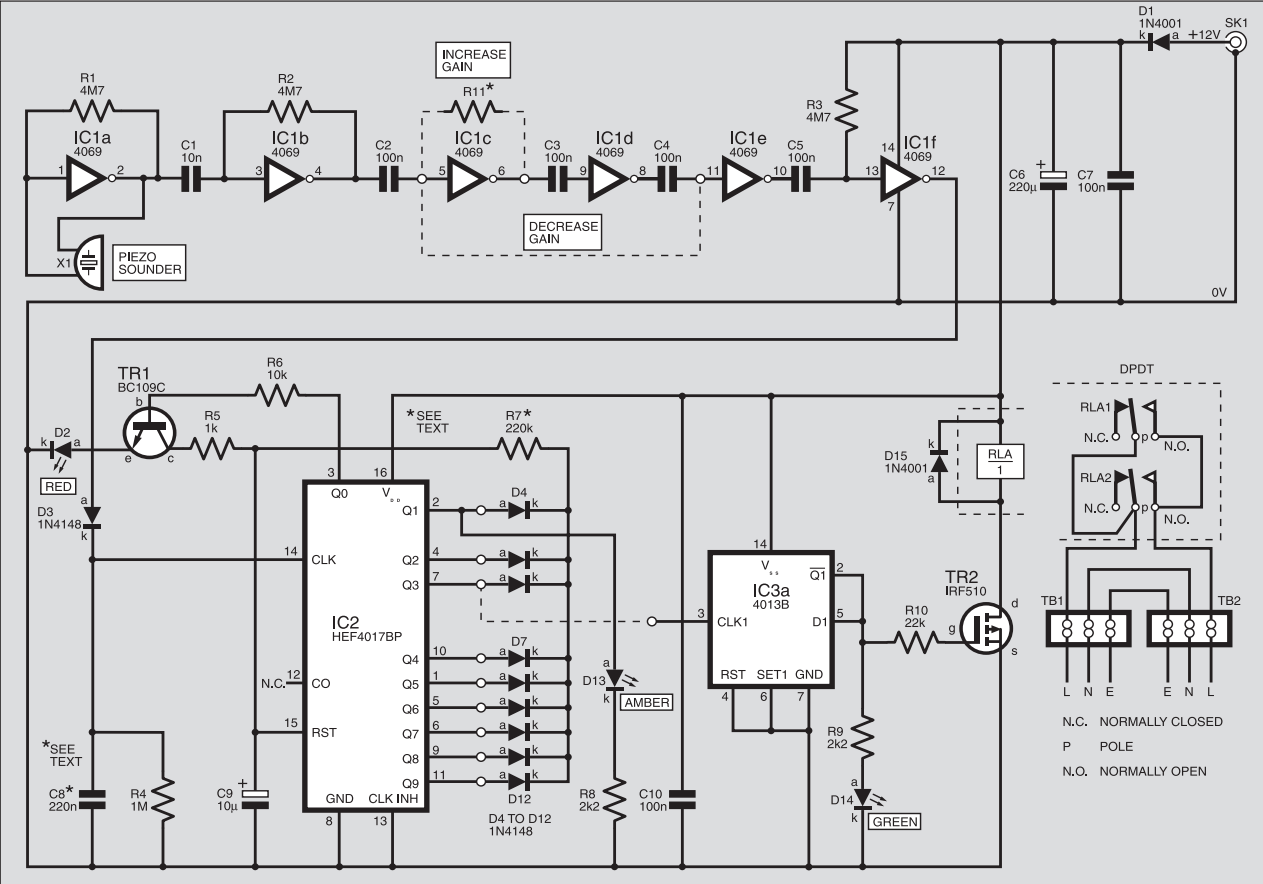 D1
1N4001
k
a
+12V
SK1
INCREASE
GAIN
R1
4M7
R2
4M7
R11*
R3
4M7
IC1a
4069
1
2
C1
10n
IC1b
4069
3
4
C2
100n
IC1c
4069
5
6
C3
100n
IC1d
4069
9
8
C4
100n
IC1e
4069
11
10
C5
100n
IC1f
4069
14
13
12
7
+
C6
220µ
C7
100n
X1
PIEZO
SOUNDER
DECREASE
GAIN
0V
TR1
BC109C
b
e
c
R6
10k
R5
1k
D2
k
a
RED
D3
1N4148
a
k
*SEE
TEXT
R7*
220k
3
Q0
16
VDD
Q1
2
a
D4
k
14
CLK
Q2
4
a
k
Q3
7
a
k
IC2
HEF4017BP
Q4
10
a
D7
k
N.C.
12
CO
Q5
1
a
k
Q6
5
a
k
15
RST
Q7
6
a
k
Q8
9
a
k
Q9
11
a
k
D12
GND
8
CLK INH
13
D4 TO D12
1N4148
*SEE
TEXT
C8*
220n
R4
1M
+
C9
10µ
a
D13
k
AMBER
R8
2k2
C10
100n
14
Vss
Q1
2
IC3a
4013B
3
CLK1
D1
5
RST
SET1
GND
4
6
7
R9
2k2
a
D14
k
GREEN
R10
22k
TR2
IRF510
g
d
s
D15
1N4001
k
a
RLA
1
DPDT
RLA1
N.C.
p
N.O.
RLA2
N.C.
p
N.O.
TB1
TB2
L N E
E N L
N.C. NORMALLY CLOSED
P POLE
N.O. NORMALLY OPEN